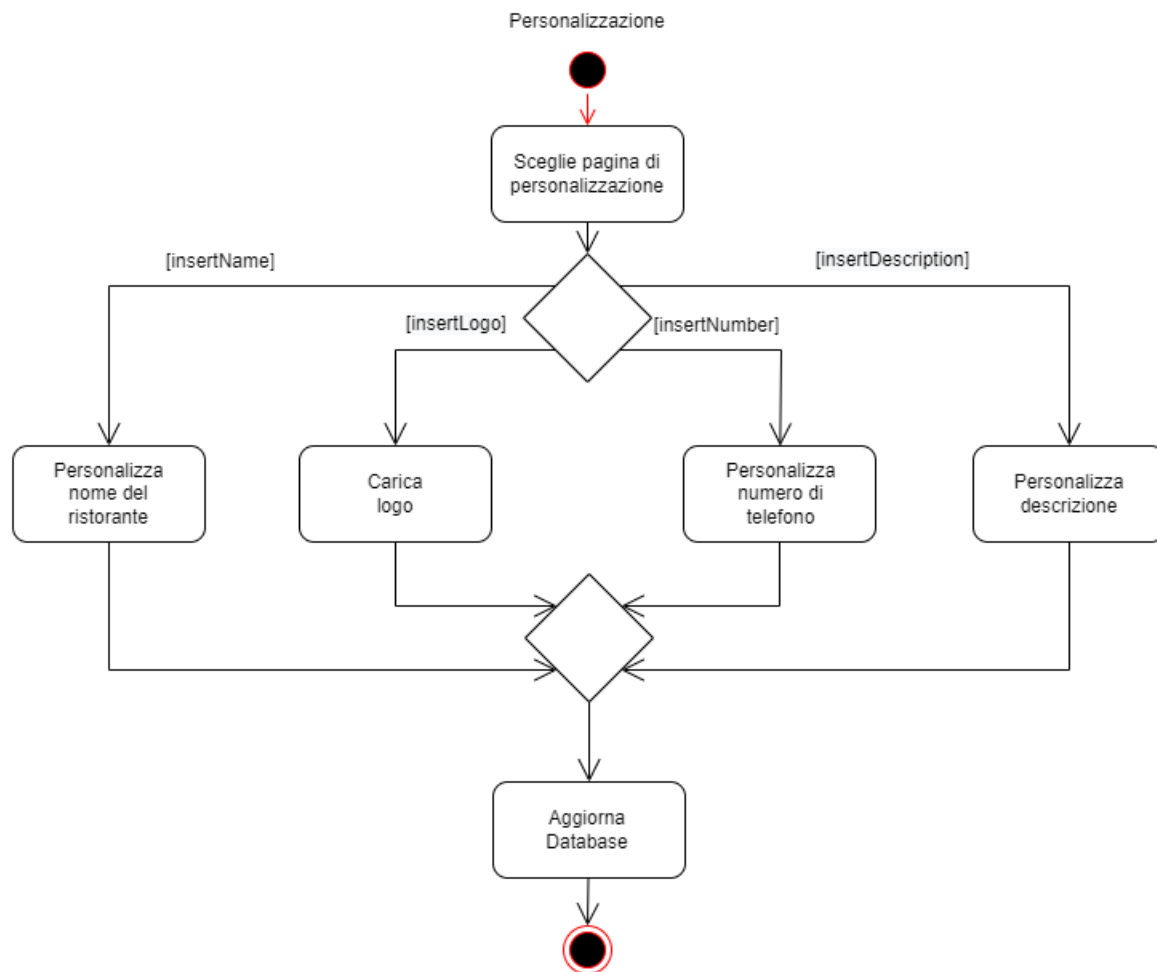 Personalizzazione
Sceglie pagina di
personalizzazione
[insertName]
[insertDescription]
[insertLogo]
[insertNumber]
Personalizza
nome del
ristorante
Carica
logo
Personalizza
numero di
telefono
Personalizza
descrizione
Aggiorna
Database